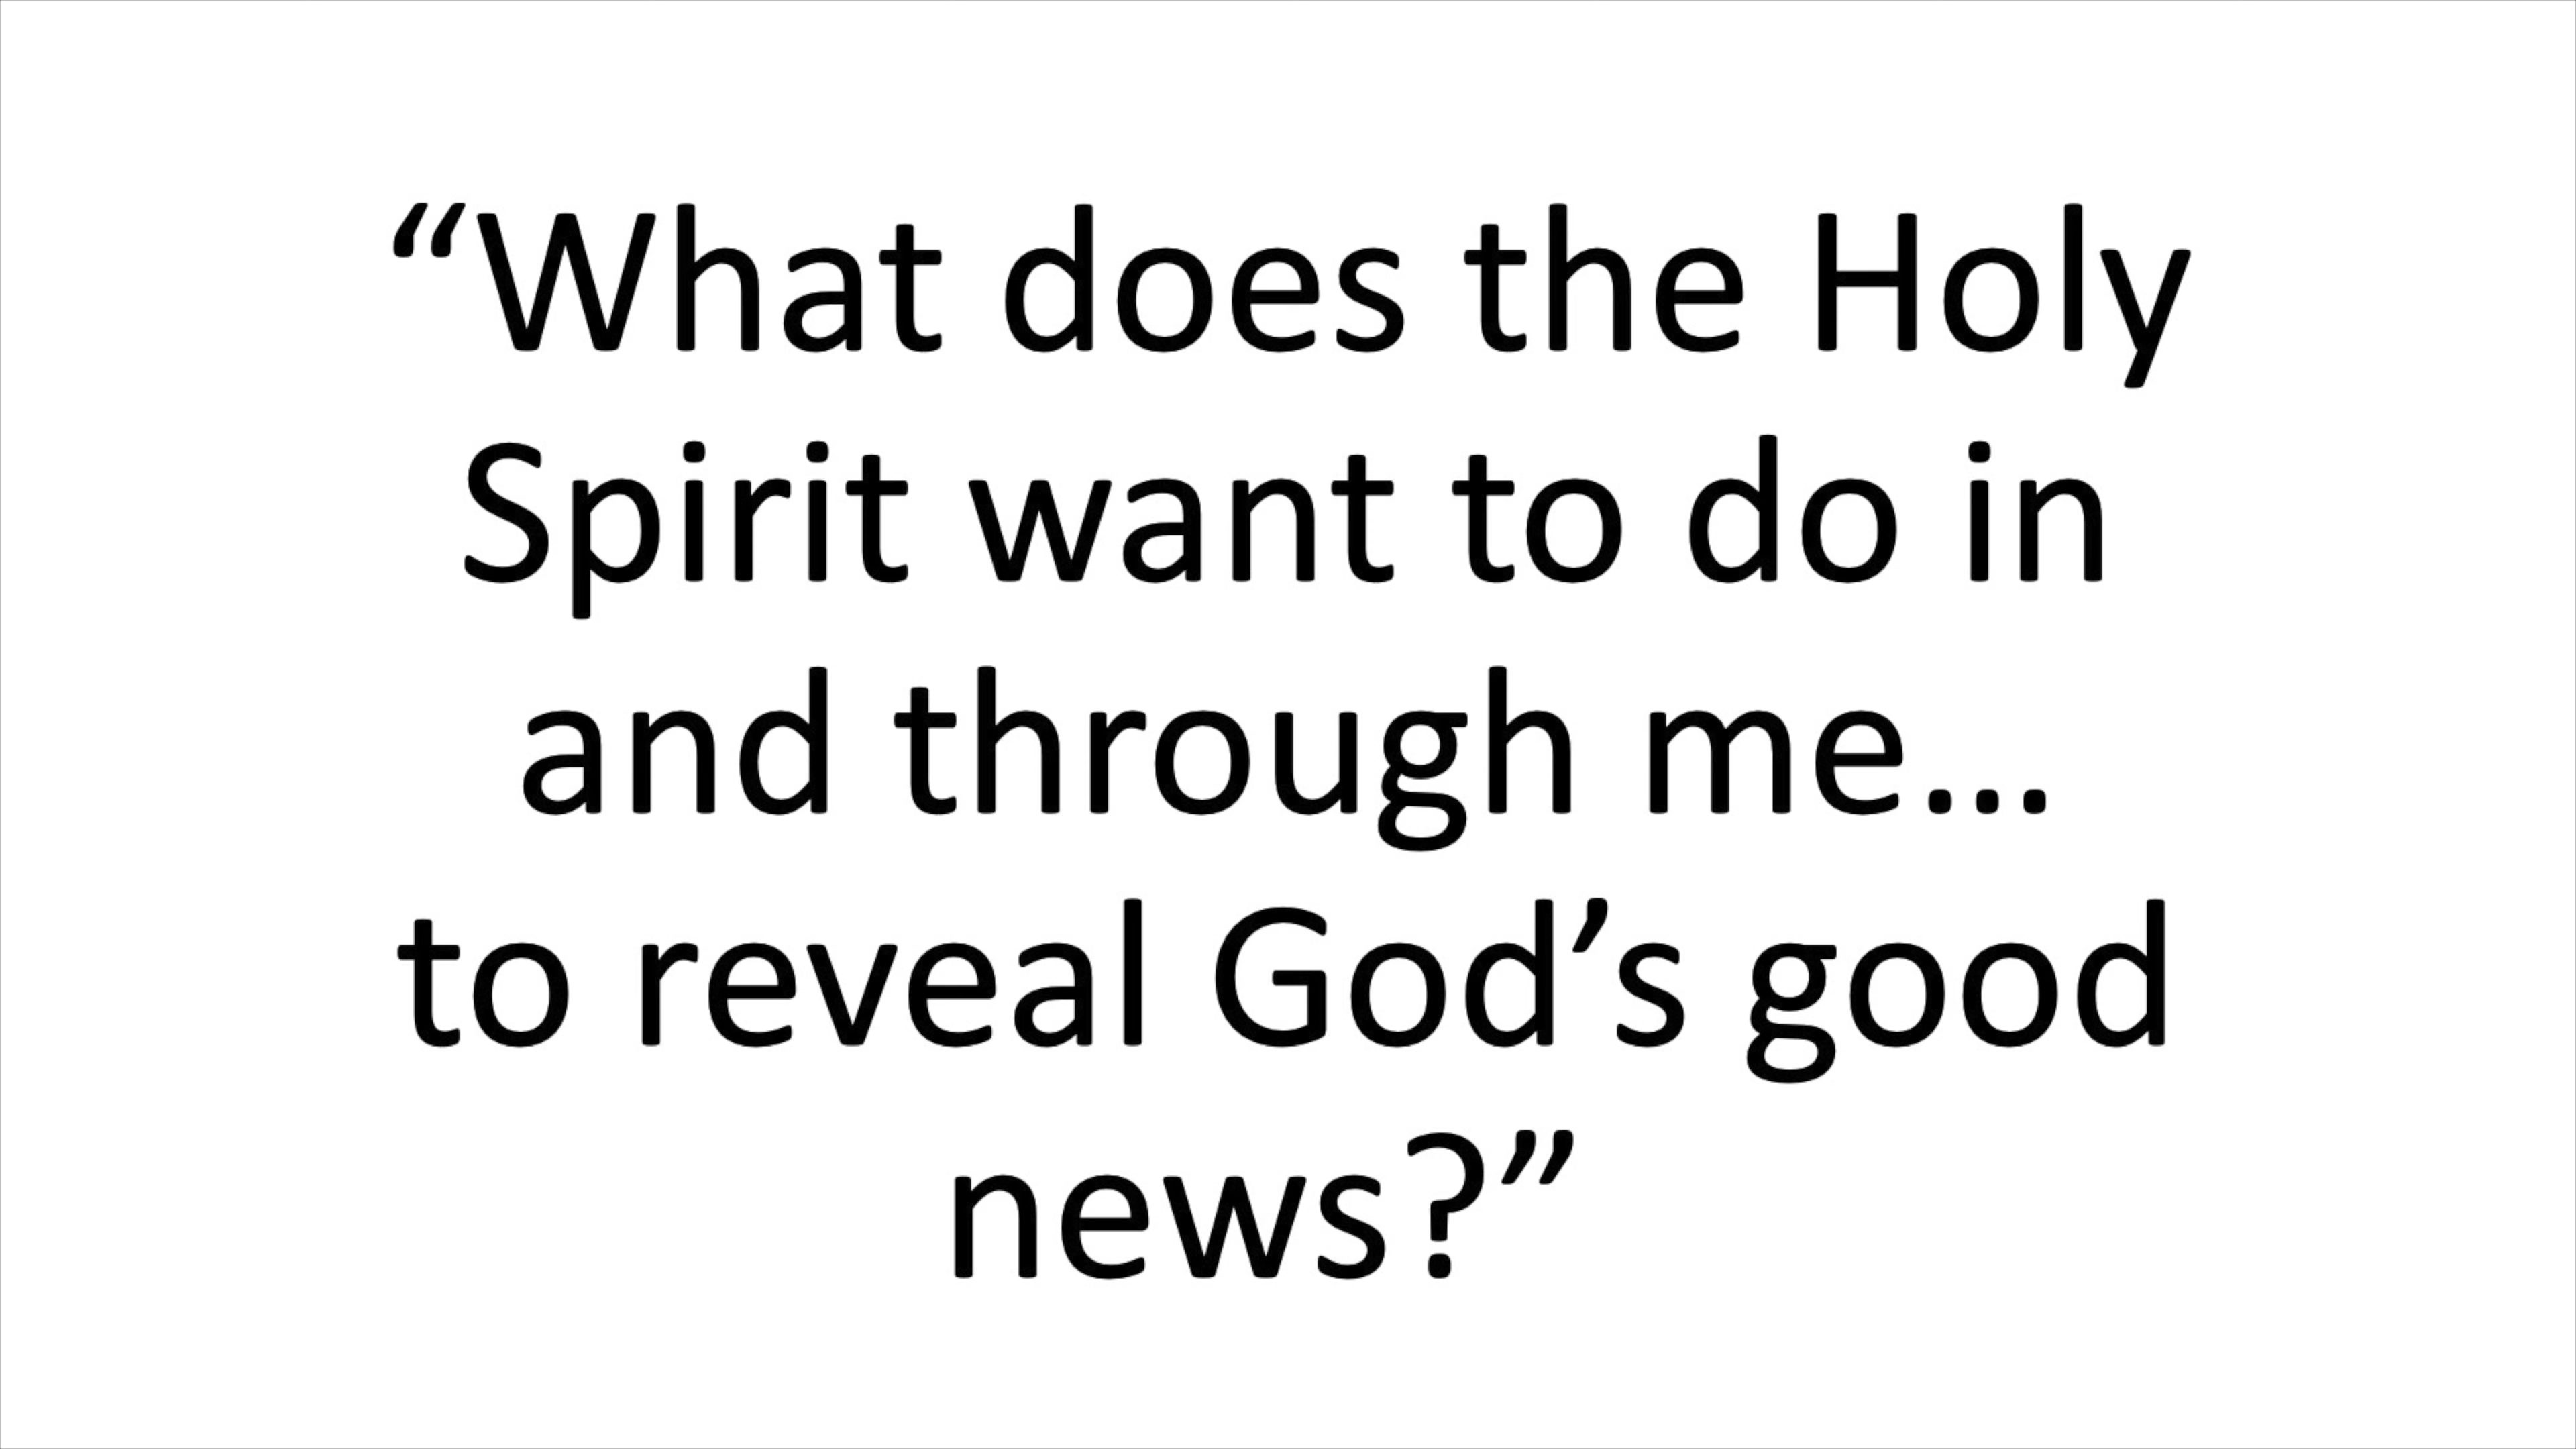 “What does the Holy
Spirit want to do in
and through me…
to reveal God’s good
news?”